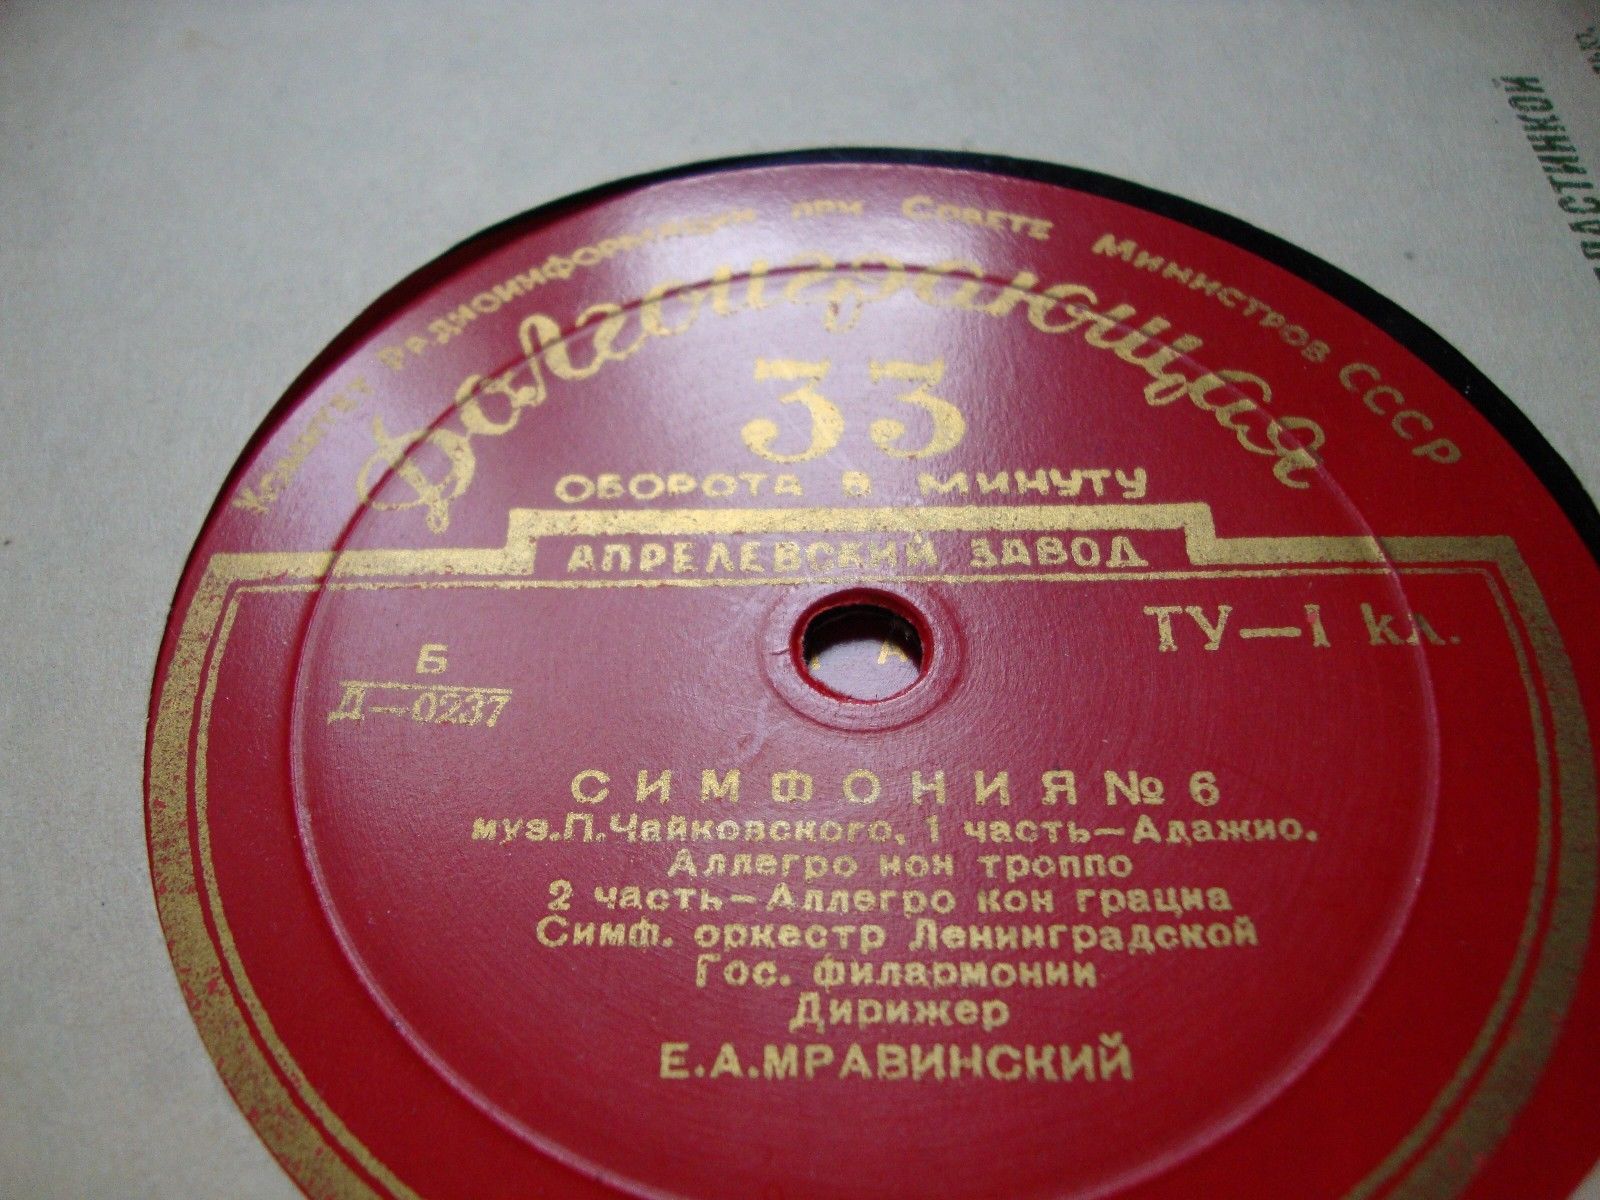 Комитет Радиоинформации при Совете Министров СССР
Долгоиграющая
33
ОБОРОТА В МИНУТУ
АПРЕЛЕВСКИЙ ЗАВОД
ТУ—I кл.
Б
Д—0237
СИМФОНИЯ № 6
муз.П.Чайковского, 1 часть—Адажио.
Аллегро нон троппо
2 часть—Аллегро кон грациа
Симф. оркестр Ленинградской
Гос. филармонии
Дирижер
Е.А.МРАВИНСКИЙ
ПЛАСТИНКОЙ